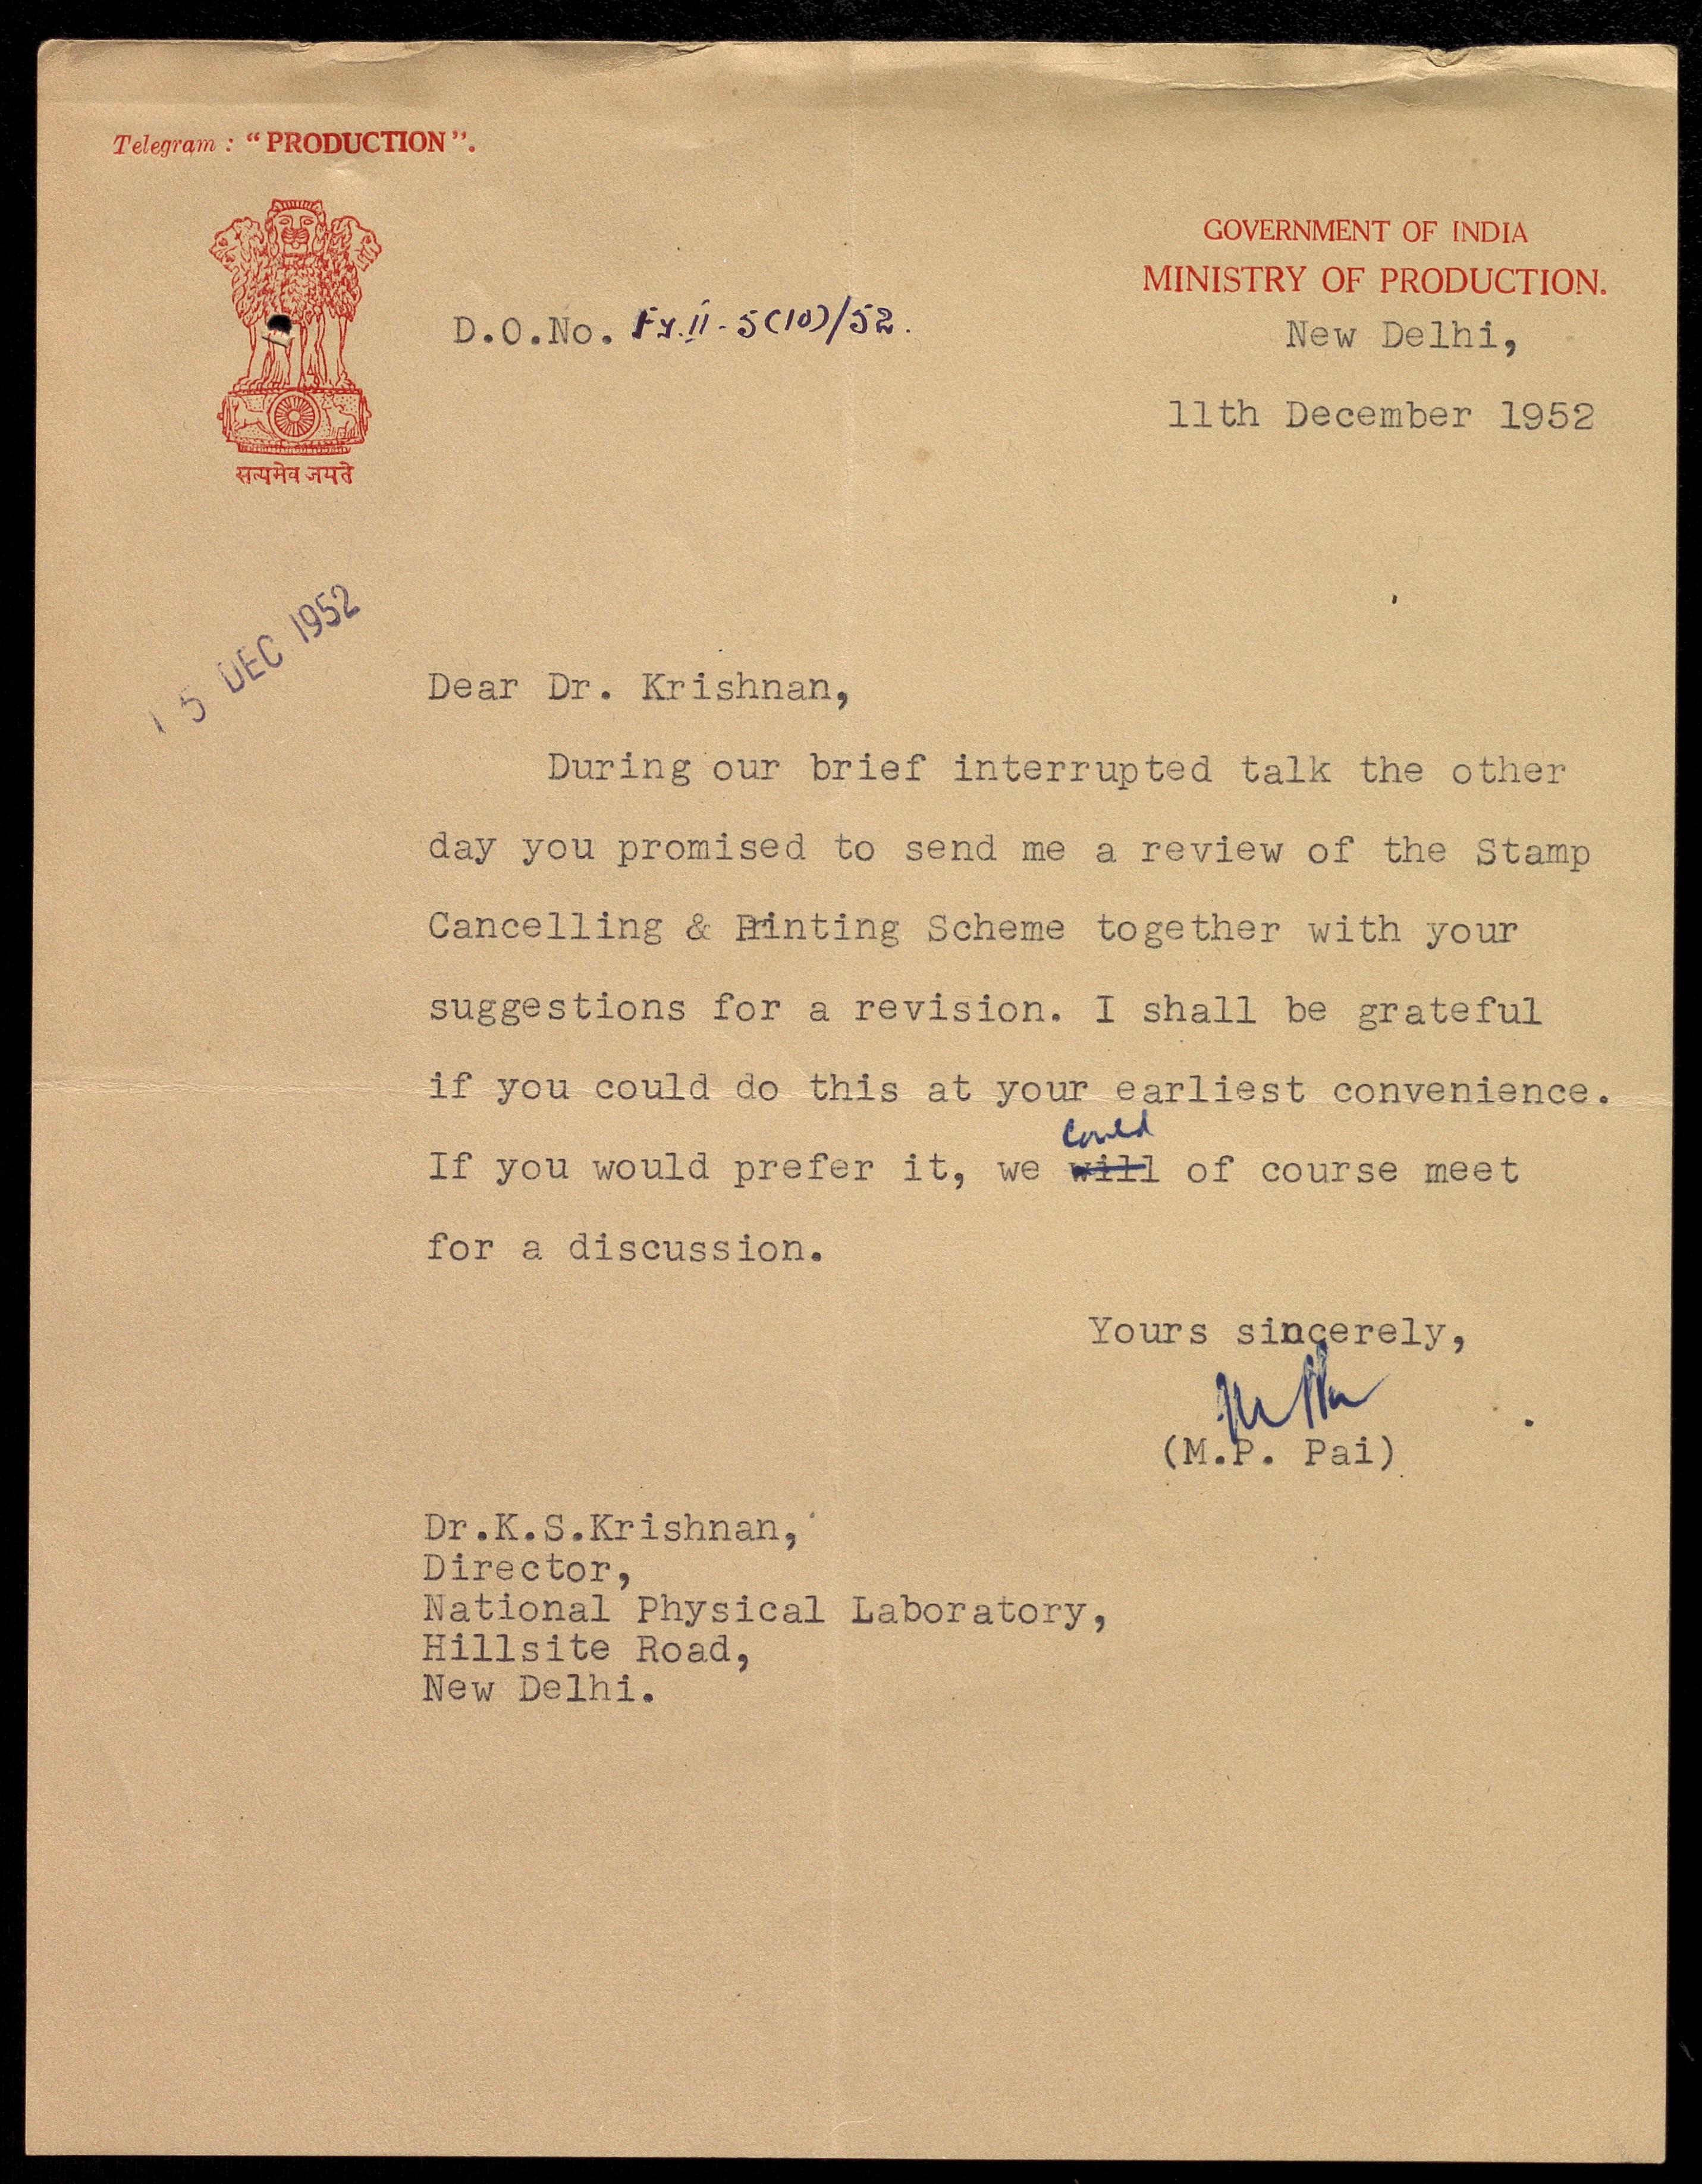 Telegram : “PRODUCTION”.
GOVERNMENT OF INDIA
MINISTRY OF PRODUCTION.
D.O.No. Fy.II-5(10)/52.
New Delhi,
11th December 1952
सत्यमेव जयते
15 DEC 1952
Dear Dr. Krishnan,
During our brief interrupted talk the other
day you promised to send me a review of the Stamp
Cancelling & Printing Scheme together with your
suggestions for a revision. I shall be grateful
if you could do this at your earliest convenience.
could
If you would prefer it, we will of course meet
for a discussion.
Yours sincerely,
(M.P. Pai)
Dr.K.S.Krishnan,
Director,
National Physical Laboratory,
Hillsite Road,
New Delhi.